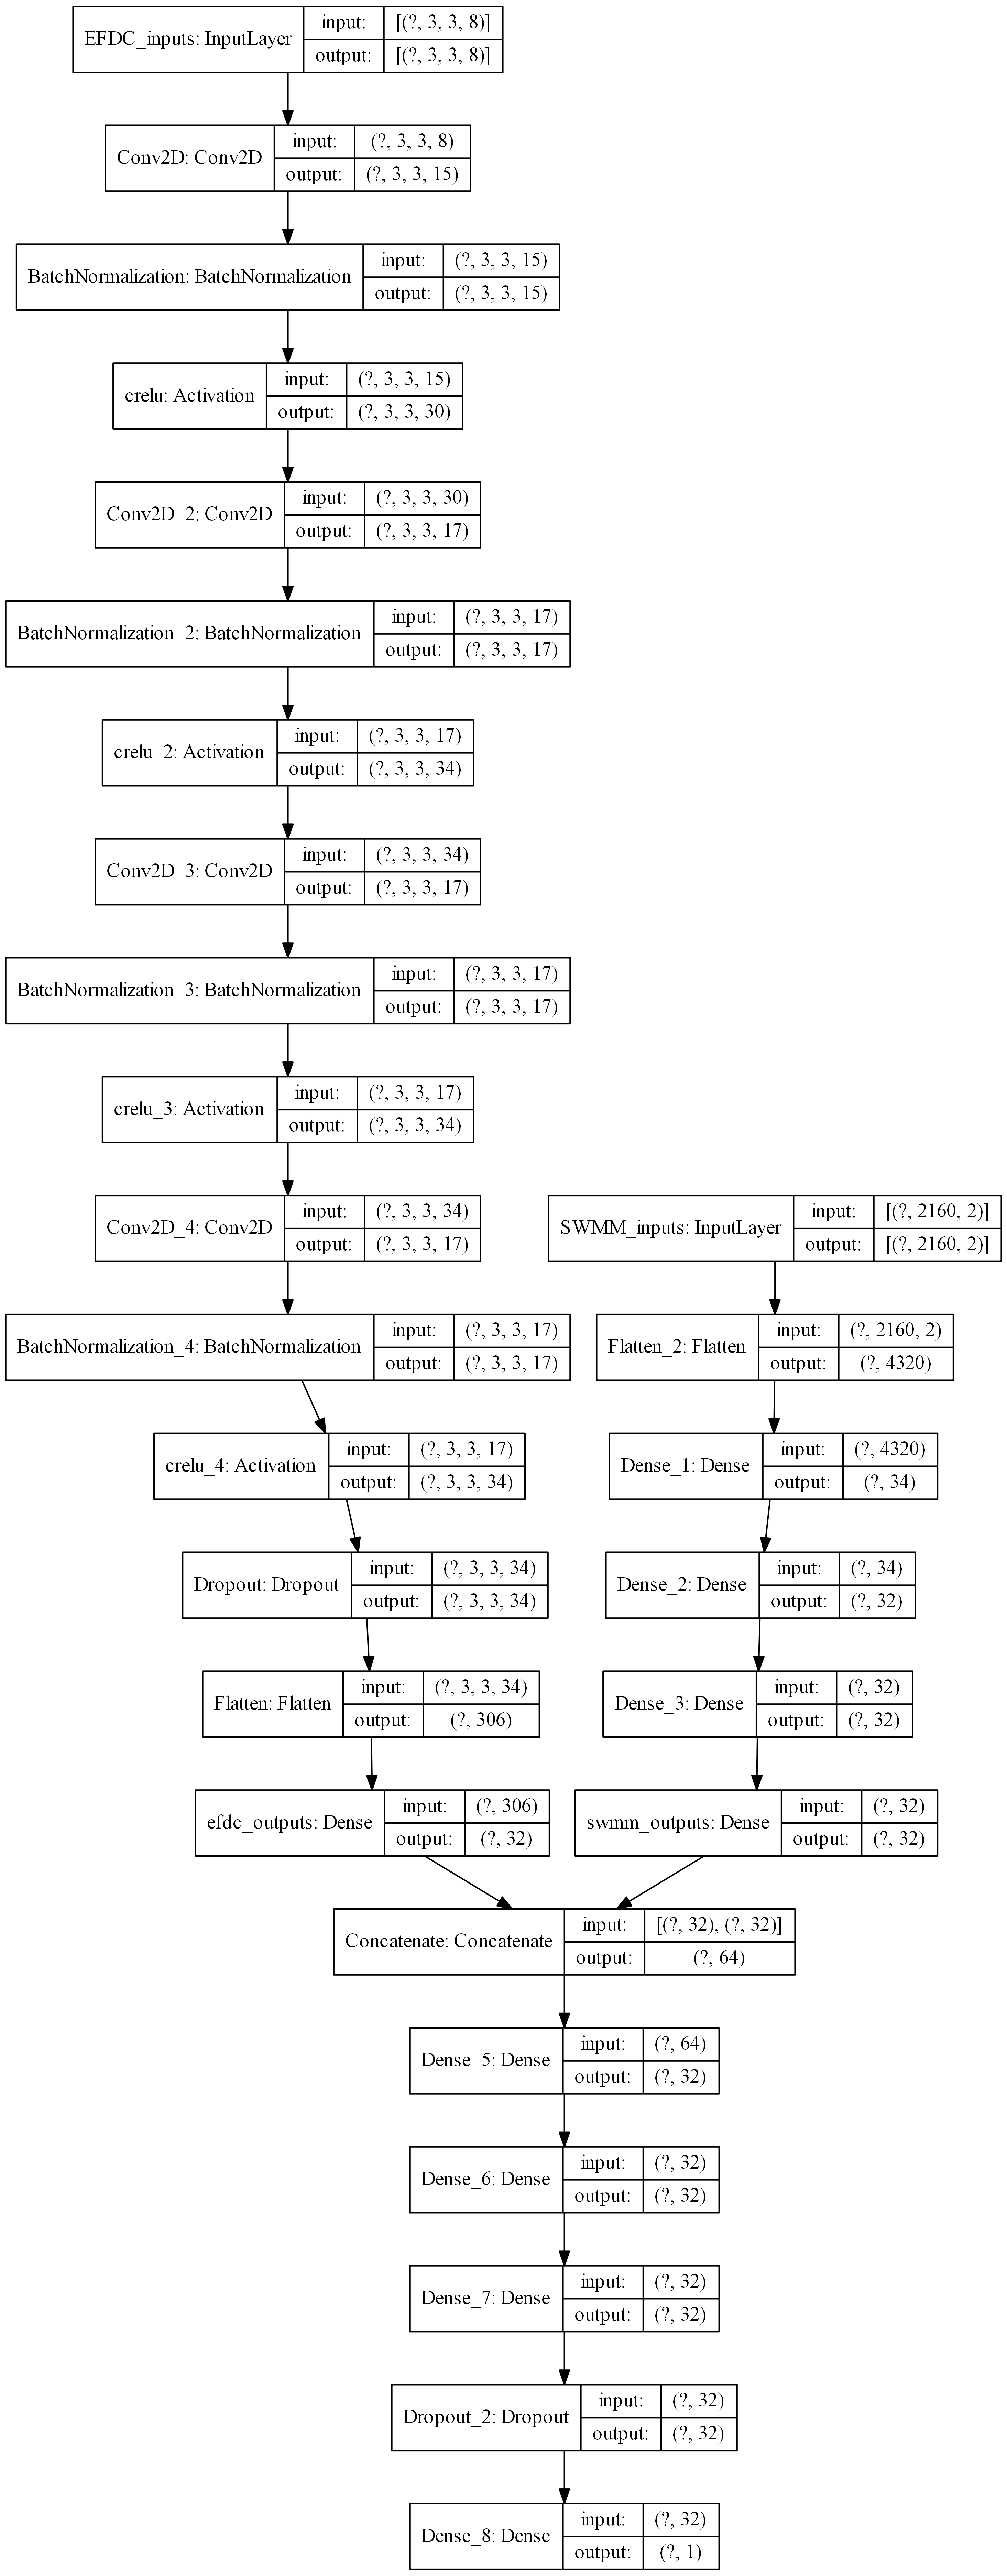 EFDC_inputs: InputLayer
input: [(?, 3, 3, 8)]
output: [(?, 3, 3, 8)]
Conv2D: Conv2D
input: (?, 3, 3, 8)
output: (?, 3, 3, 15)
BatchNormalization: BatchNormalization
input: (?, 3, 3, 15)
output: (?, 3, 3, 15)
crelu: Activation
input: (?, 3, 3, 15)
output: (?, 3, 3, 30)
Conv2D_2: Conv2D
input: (?, 3, 3, 30)
output: (?, 3, 3, 17)
BatchNormalization_2: BatchNormalization
input: (?, 3, 3, 17)
output: (?, 3, 3, 17)
crelu_2: Activation
input: (?, 3, 3, 17)
output: (?, 3, 3, 34)
Conv2D_3: Conv2D
input: (?, 3, 3, 34)
output: (?, 3, 3, 17)
BatchNormalization_3: BatchNormalization
input: (?, 3, 3, 17)
output: (?, 3, 3, 17)
crelu_3: Activation
input: (?, 3, 3, 17)
output: (?, 3, 3, 34)
Conv2D_4: Conv2D
input: (?, 3, 3, 34)
output: (?, 3, 3, 17)
SWMM_inputs: InputLayer
input: [(?, 2160, 2)]
output: [(?, 2160, 2)]
BatchNormalization_4: BatchNormalization
input: (?, 3, 3, 17)
output: (?, 3, 3, 17)
Flatten_2: Flatten
input: (?, 2160, 2)
output: (?, 4320)
crelu_4: Activation
input: (?, 3, 3, 17)
output: (?, 3, 3, 34)
Dense_1: Dense
input: (?, 4320)
output: (?, 34)
Dropout: Dropout
input: (?, 3, 3, 34)
output: (?, 3, 3, 34)
Dense_2: Dense
input: (?, 34)
output: (?, 32)
Flatten: Flatten
input: (?, 3, 3, 34)
output: (?, 306)
Dense_3: Dense
input: (?, 32)
output: (?, 32)
efdc_outputs: Dense
input: (?, 306)
output: (?, 32)
swmm_outputs: Dense
input: (?, 32)
output: (?, 32)
Concatenate: Concatenate
input: [(?, 32), (?, 32)]
output: (?, 64)
Dense_5: Dense
input: (?, 64)
output: (?, 32)
Dense_6: Dense
input: (?, 32)
output: (?, 32)
Dense_7: Dense
input: (?, 32)
output: (?, 32)
Dropout_2: Dropout
input: (?, 32)
output: (?, 32)
Dense_8: Dense
input: (?, 32)
output: (?, 1)